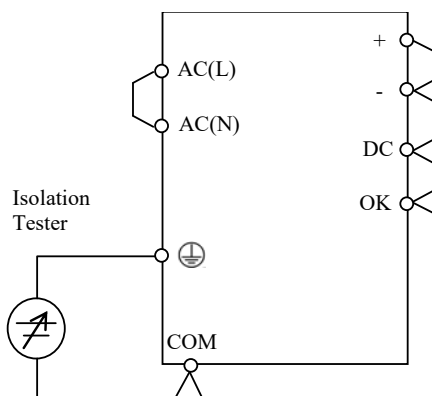 +
AC(L)
-
AC(N)
DC
OK
Isolation
Tester
COM